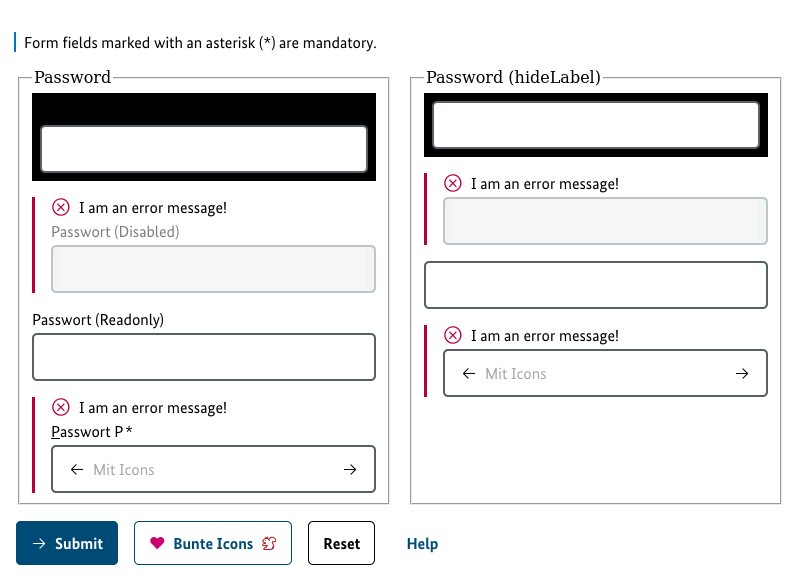 Form fields marked with an asterisk (*) are mandatory.
Password
I am an error message!
Passwort (Disabled)
Passwort (Readonly)
I am an error message!
Passwort P *
Mit Icons
Password (hideLabel)
I am an error message!
I am an error message!
Mit Icons
Submit
Bunte Icons
Reset
Help